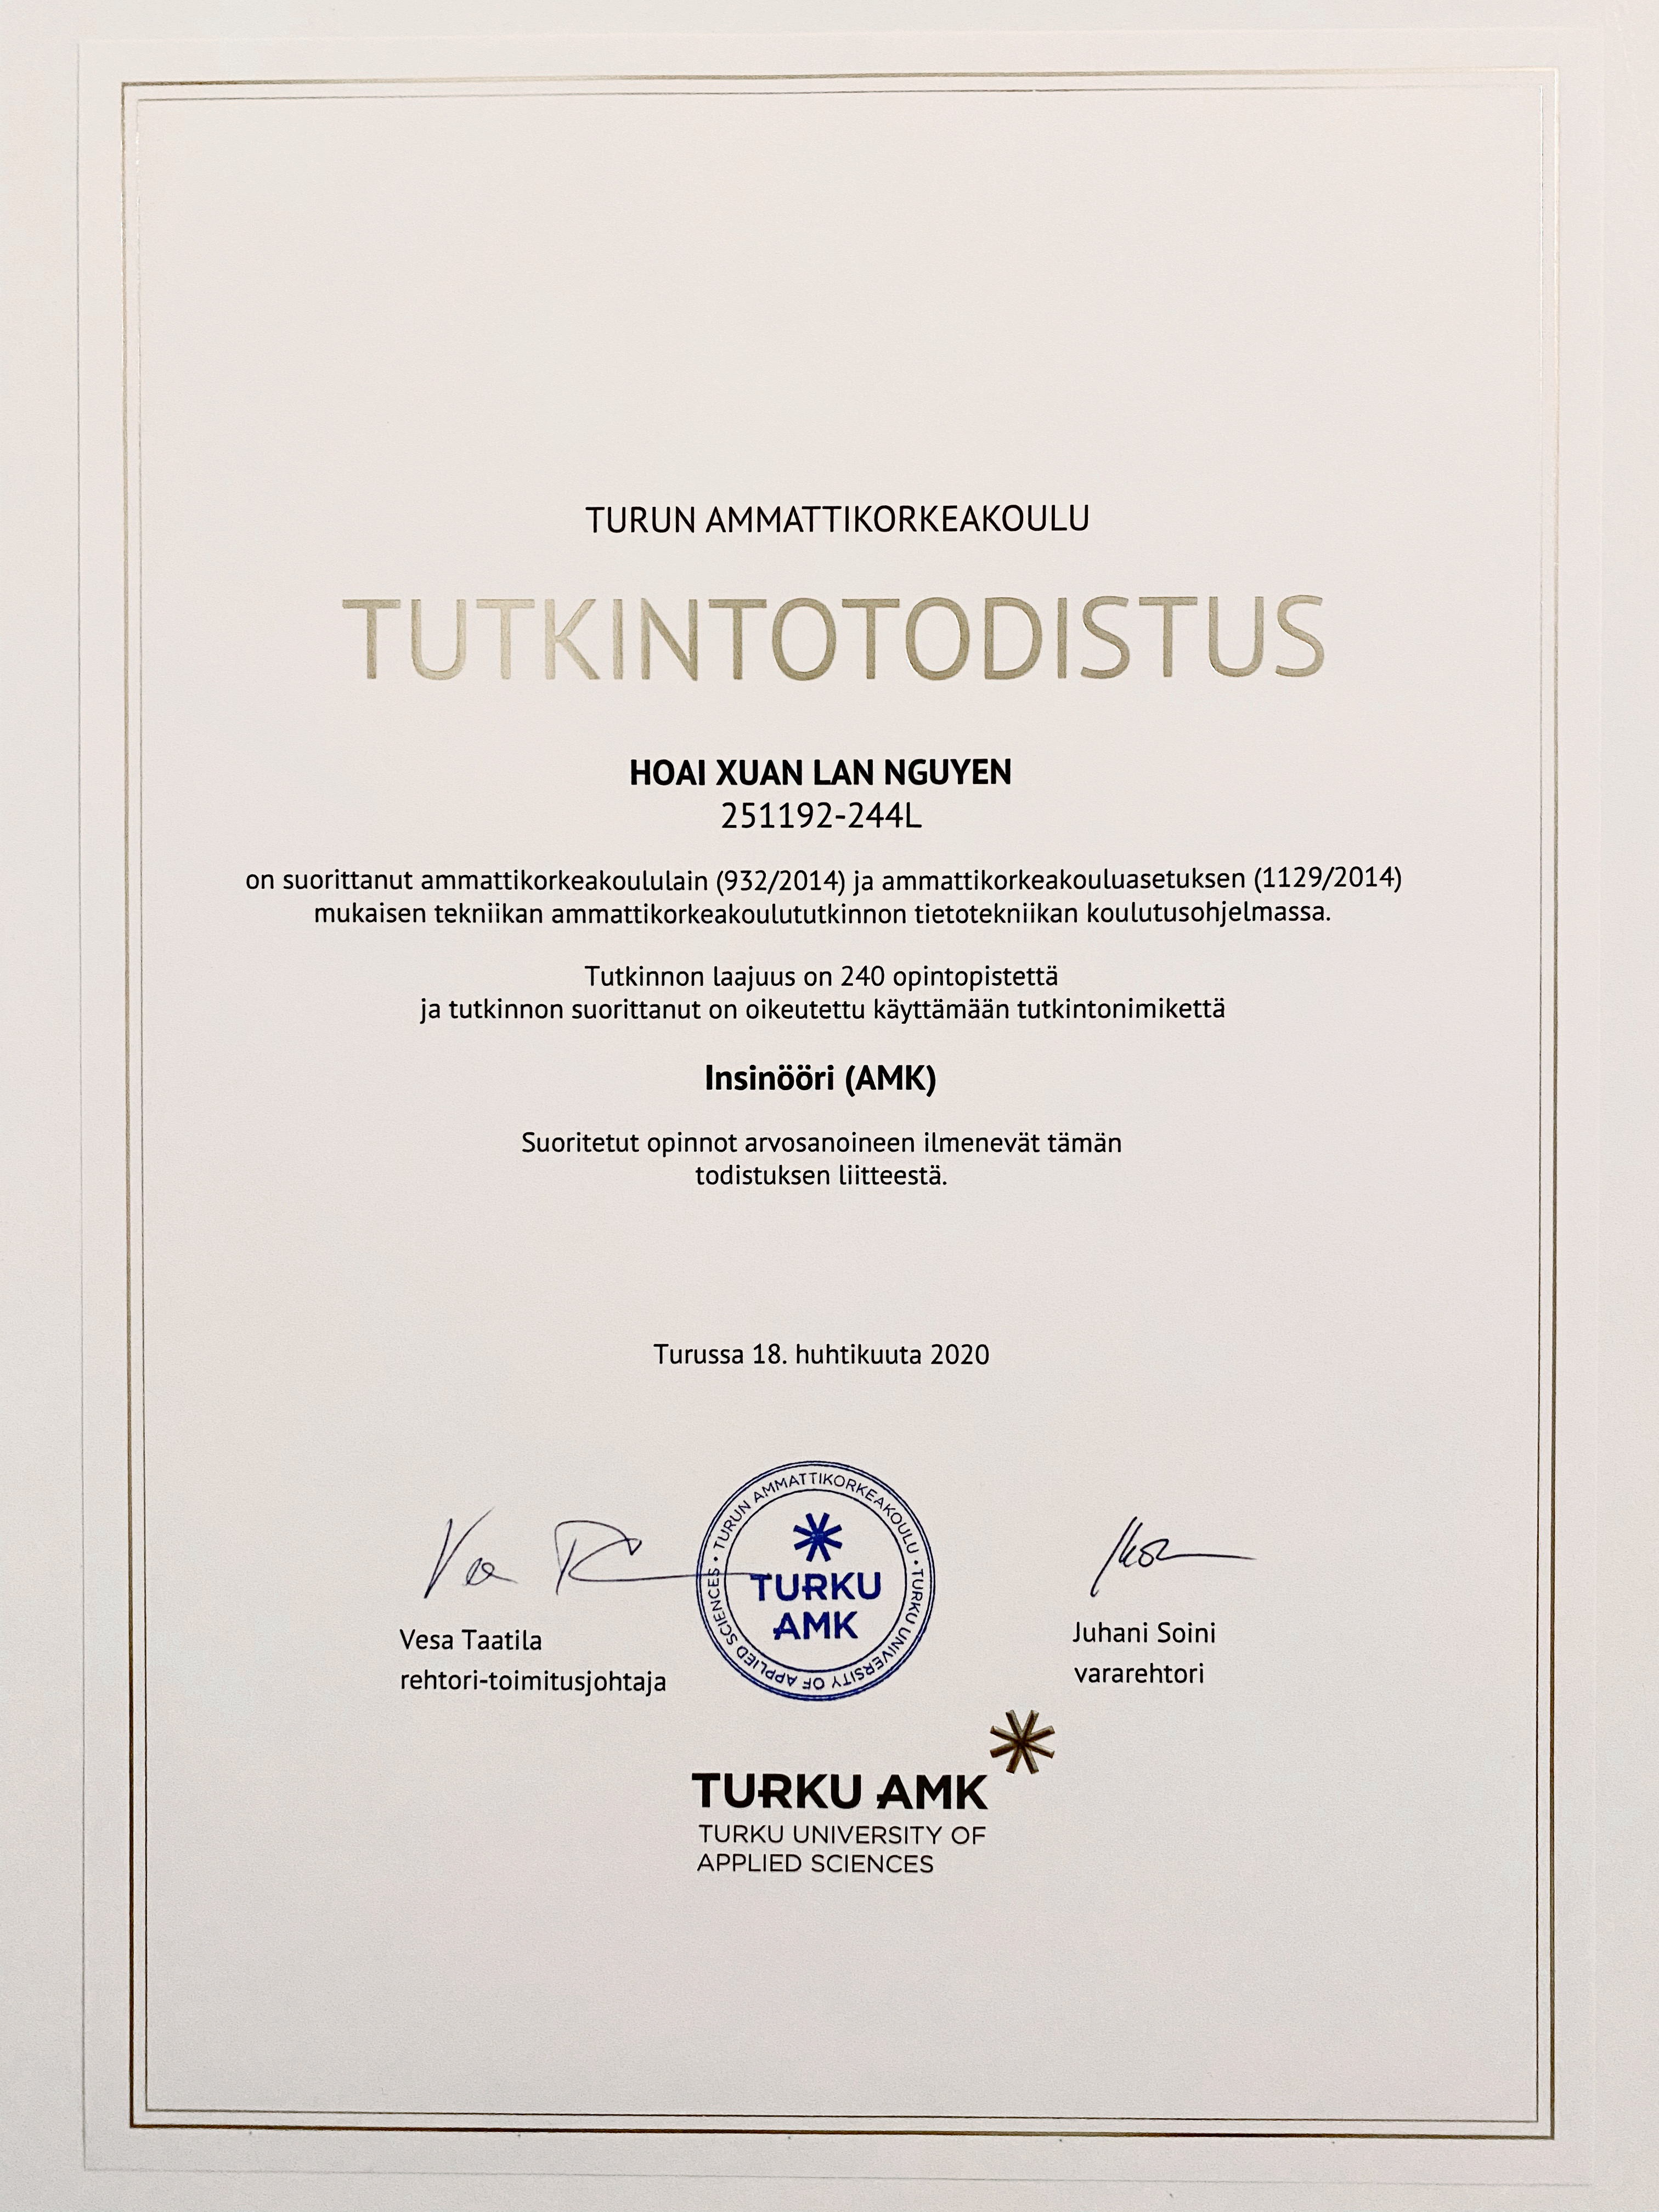 TURUN AMMATTIKORKEAKOULU
TUTKINTOTODISTUS
HOAI XUAN LAN NGUYEN
251192-244L
on suorittanut ammattikorkeakoululain (932/2014) ja ammattikorkeakouluasetuksen (1129/2014)
mukaisen tekniikan ammattikorkeakoulututkinnon tietotekniikan koulutusohjelmassa.
Tutkinnon laajuus on 240 opintopistettä
ja tutkinnon suorittanut on oikeutettu käyttämään tutkintonimikettä
Insinööri (AMK)
Suoritetut opinnot arvosanoineen ilmenevät tämän
todistuksen liitteestä.
Turussa 18. huhtikuuta 2020
• TURUN AMMATTIKORKEAKOULU • TURKU UNIVERSITY OF APPLIED SCIENCES
TURKU
AMK
Vesa Taatila
rehtori-toimitusjohtaja
Juhani Soini
vararehtori
TURKU AMK
TURKU UNIVERSITY OF
APPLIED SCIENCES